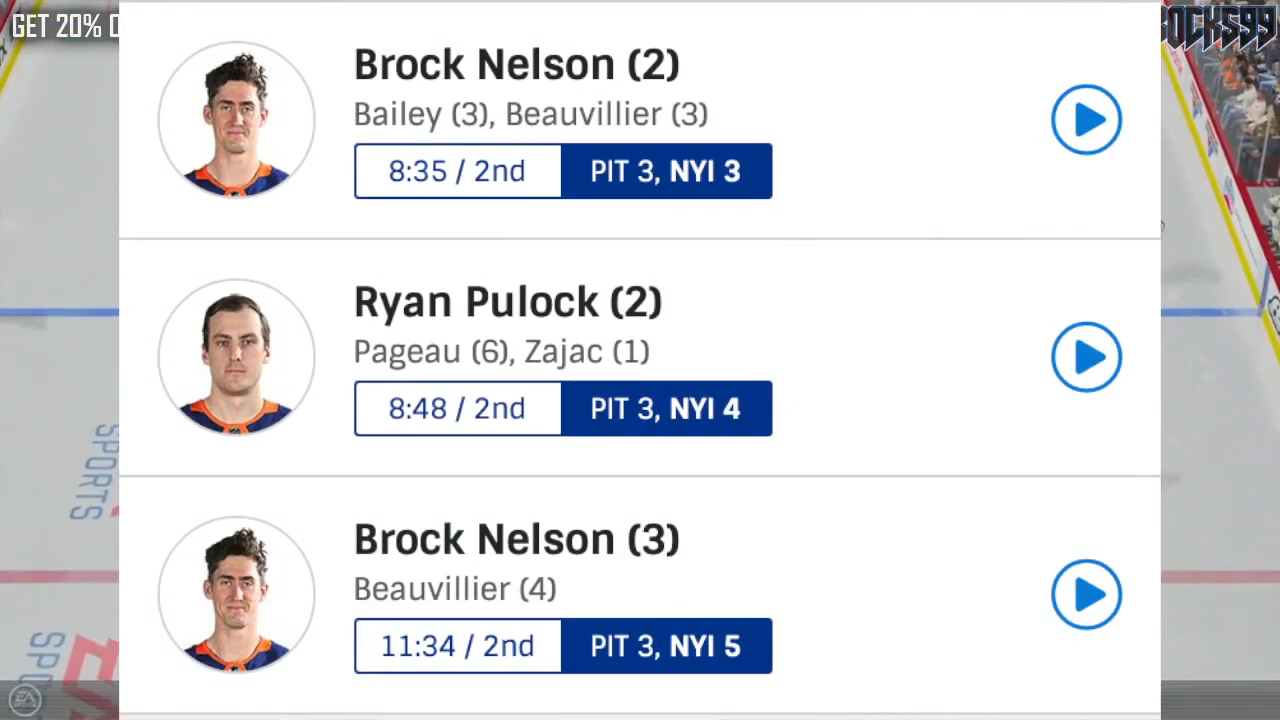 GET 20%
Brock Nelson (2)
Bailey (3), Beauvillier (3)
8:35 / 2nd PIT 3, NYI 3
Ryan Pulock (2)
Pageau (6), Zajac (1)
8:48 / 2nd PIT 3, NYI 4
Brock Nelson (3)
Beauvillier (4)
11:34 / 2nd PIT 3, NYI 5
SPORTS